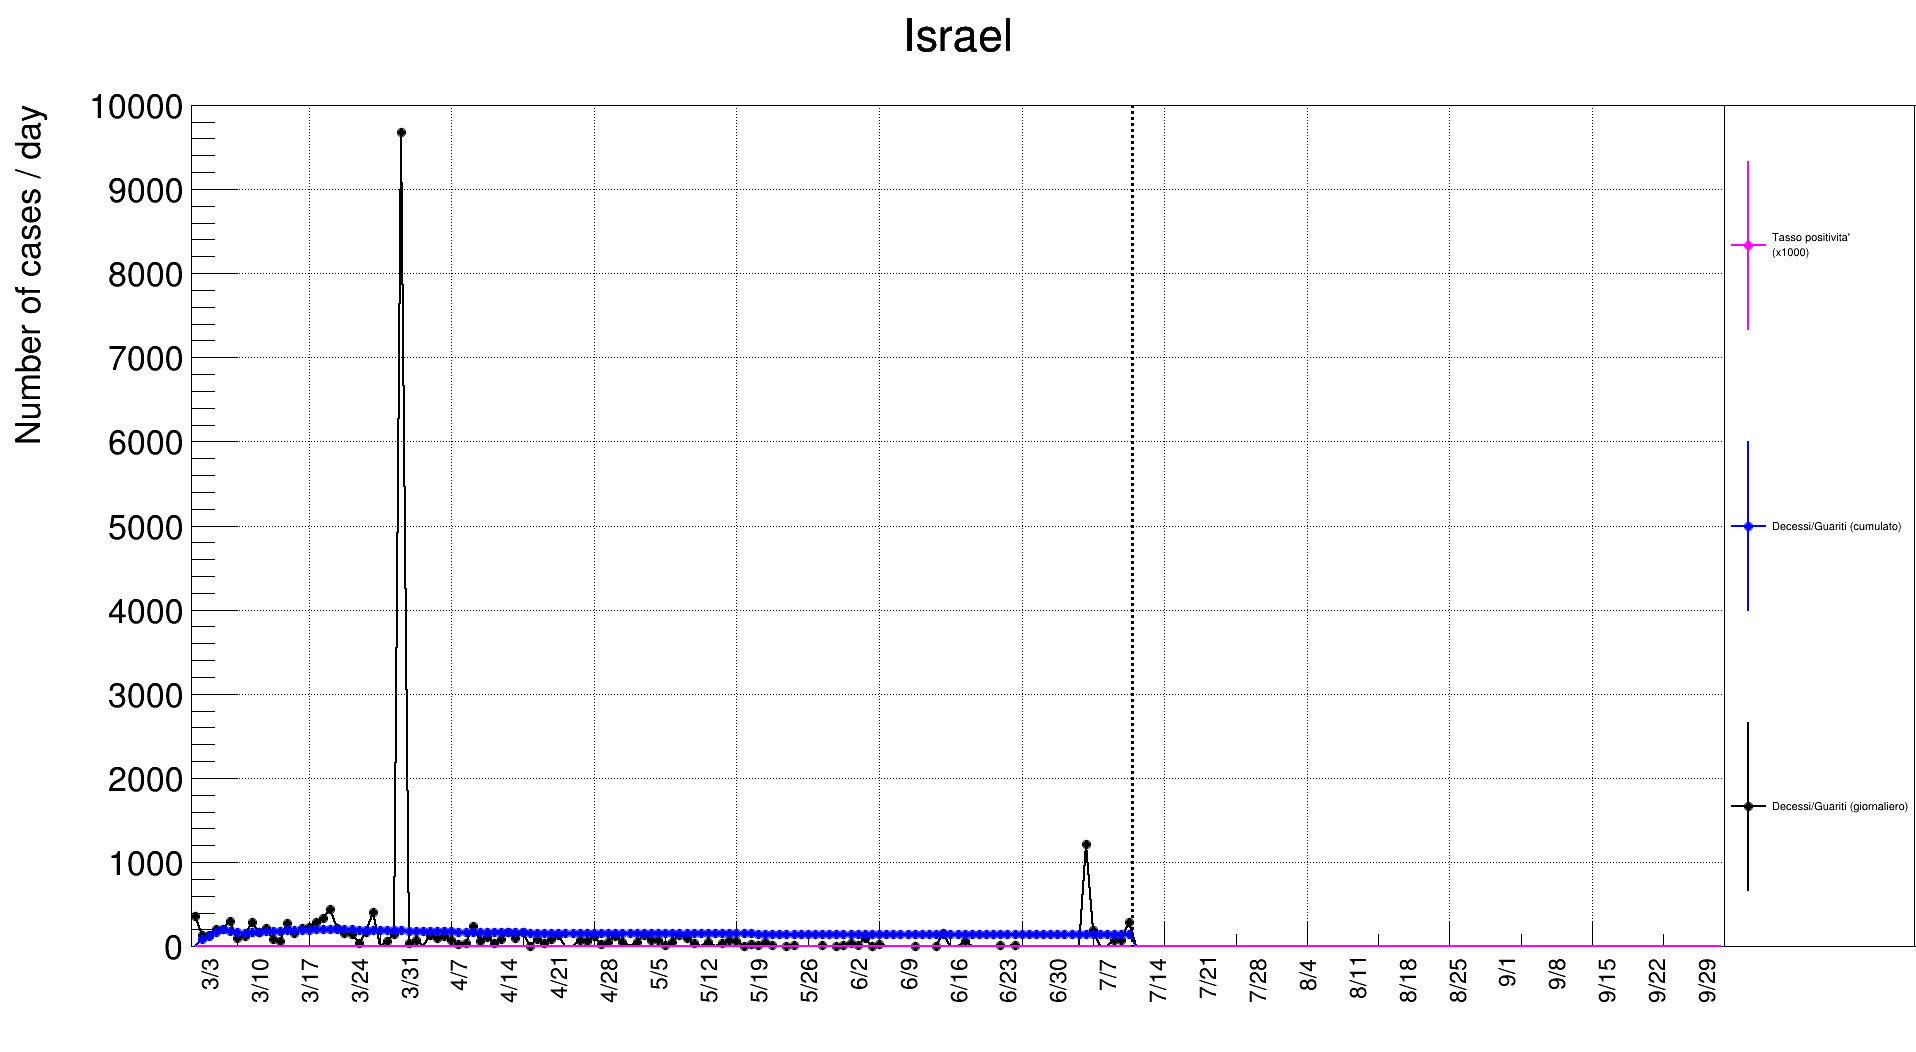 Israel
Number of cases / day
10000
9000
8000
7000
6000
5000
4000
3000
2000
1000
0
3/3 3/10 3/17 3/24 3/31 4/7 4/14 4/21 4/28 5/5 5/12 5/19 5/26 6/2 6/9 6/16 6/23 6/30 7/7 7/14 7/21 7/28 8/4 8/11 8/18 8/25 9/1 9/8 9/15 9/22 9/29
Tasso positivita'
(x1000)
Decessi/Guariti (cumulato)
Decessi/Guariti (giornaliero)